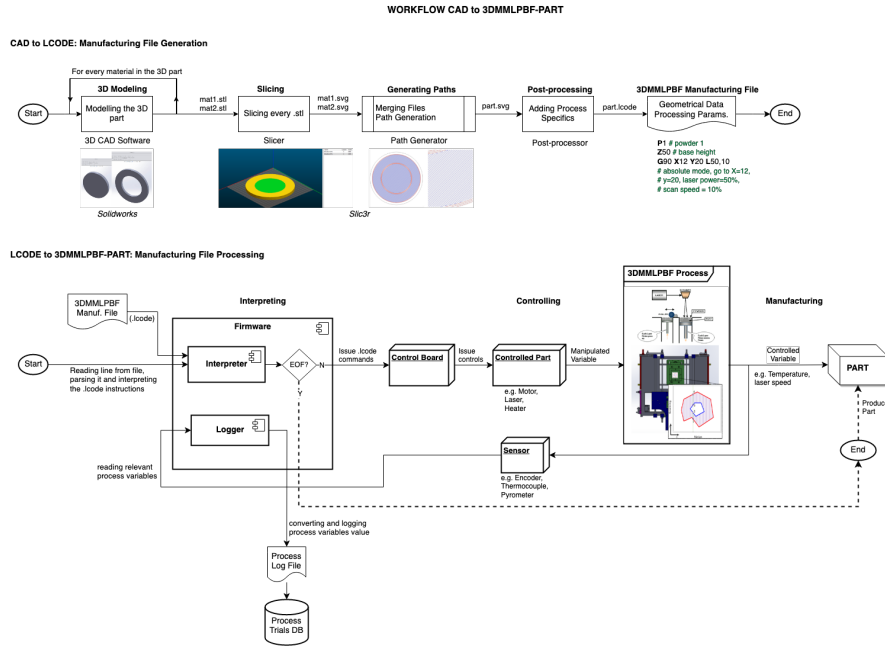 WORKFLOW CAD to 3DMMLPBF-PART
CAD to LCODE: Manufacturing File Generation
For every material in the 3D part
3D Modeling
Slicing
Generating Paths
Post-processing
3DMMLPBF Manufacturing File
Start
Modelling the 3D
part
mat1.stl
mat2.stl
Slicing every .stl
mat1.svg
mat2.svg
Merging Files
Path Generation
part.svg
Adding Process
Specifics
part.lcode
Geometrical Data
Processing Params.
End
3D CAD Software
Slicer
Path Generator
Post-processor
P1 # powder 1
Z50 # base height
G90 X12 Y20 L50,10
# absolute mode, go to X=12,
# y=20, laser power=50%,
# scan speed = 10%
Solidworks
Slic3r
LCODE to 3DMMLPBF-PART: Manufacturing File Processing
3DMMLPBF
Manuf. File
(.lcode)
Interpreting
Controlling
3DMMLPBF Process
Manufacturing
Firmware
Start
Reading line from file,
parsing it and interpreting
the .lcode instructions
Interpreter
EOF?
N
Y
Issue .lcode
commands
Control Board
Issue
controls
Controlled Part
e.g. Motor,
Laser,
Heater
Manipulated
Variable
Controlled
Variable
e.g. Temperature,
laser speed
PART
Produc
Part
End
Logger
reading relevant
process variables
Sensor
e.g. Encoder,
Thermocouple,
Pyrometer
converting and logging
process variables value
Process
Log File
Process
Trials DB